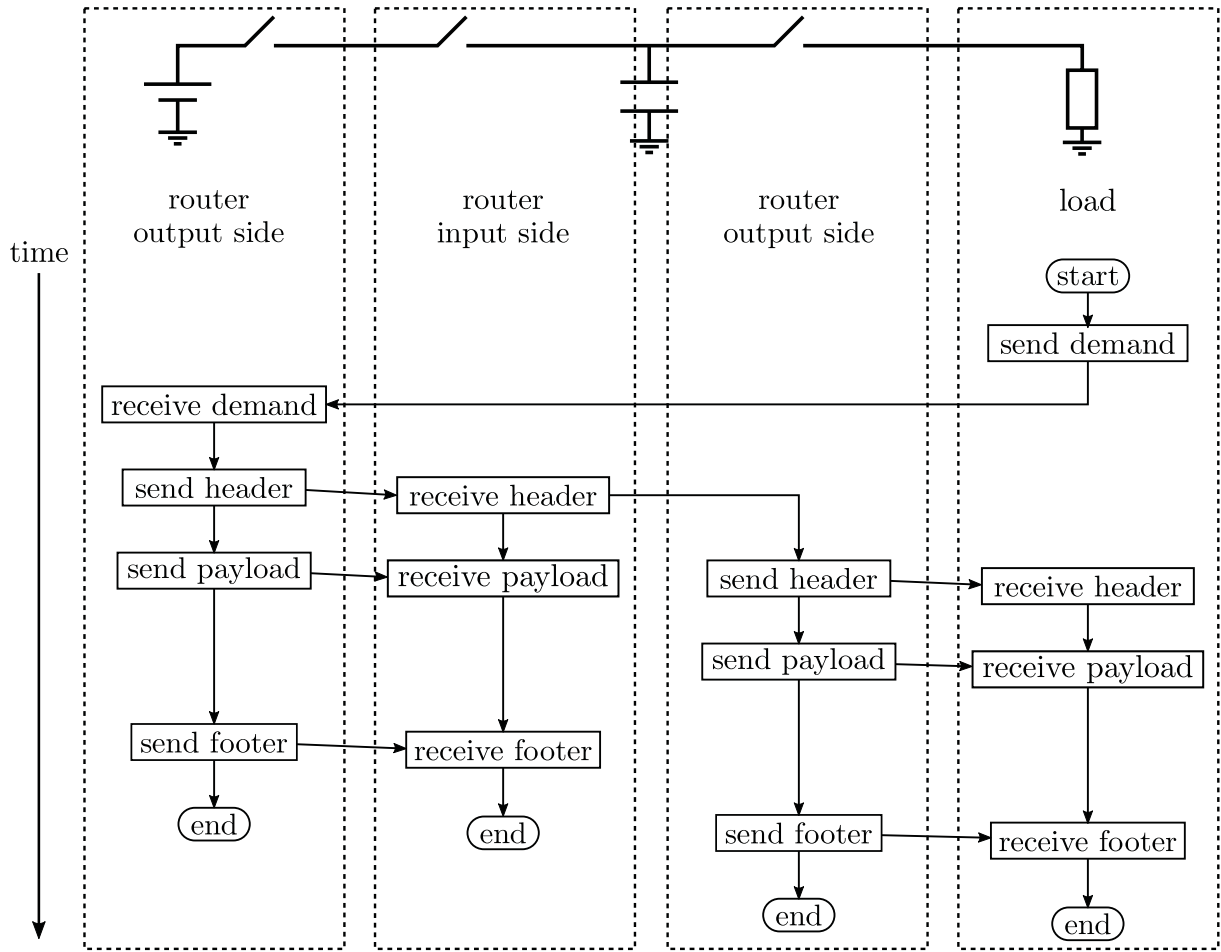 router
output side
router
input side
router
output side
load
time
start
send demand
receive demand
send header
receive header
send payload
receive payload
send header
receive header
send payload
receive payload
send footer
receive footer
end
end
send footer
receive footer
end
end